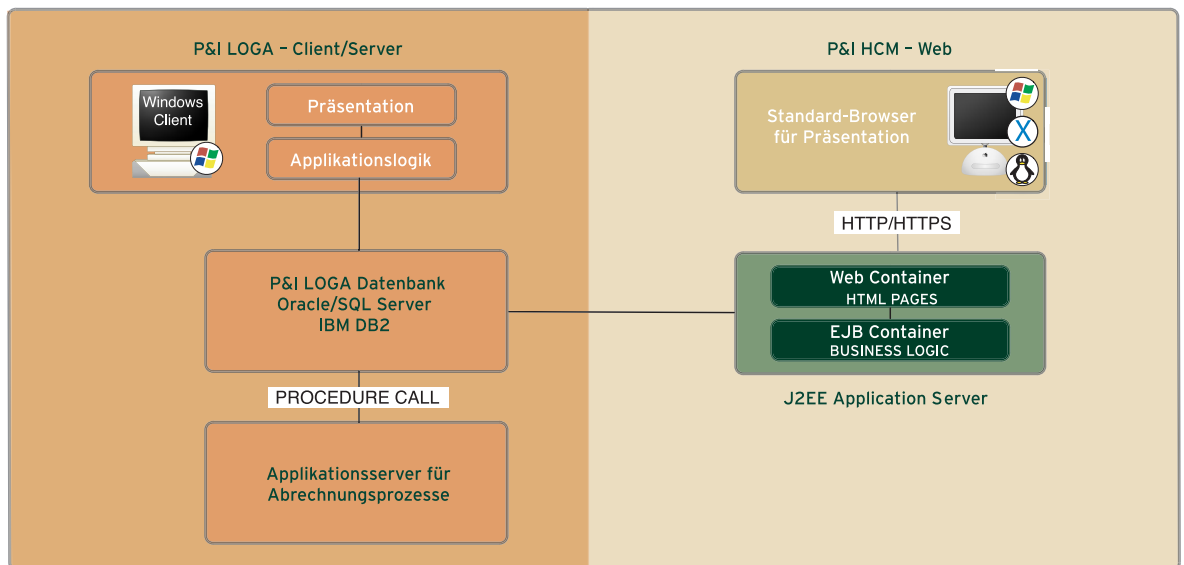 P&I LOGA – Client/Server
Windows
Client
Präsentation
Applikationslogik
P&I LOGA Datenbank
Oracle/SQL Server
IBM DB2
PROCEDURE CALL
Applikationsserver für
Abrechnungsprozesse
P&I HCM – Web
Standard-Browser
für Präsentation
X
HTTP/HTTPS
Web Container
HTML PAGES
EJB Container
BUSINESS LOGIC
J2EE Application Server